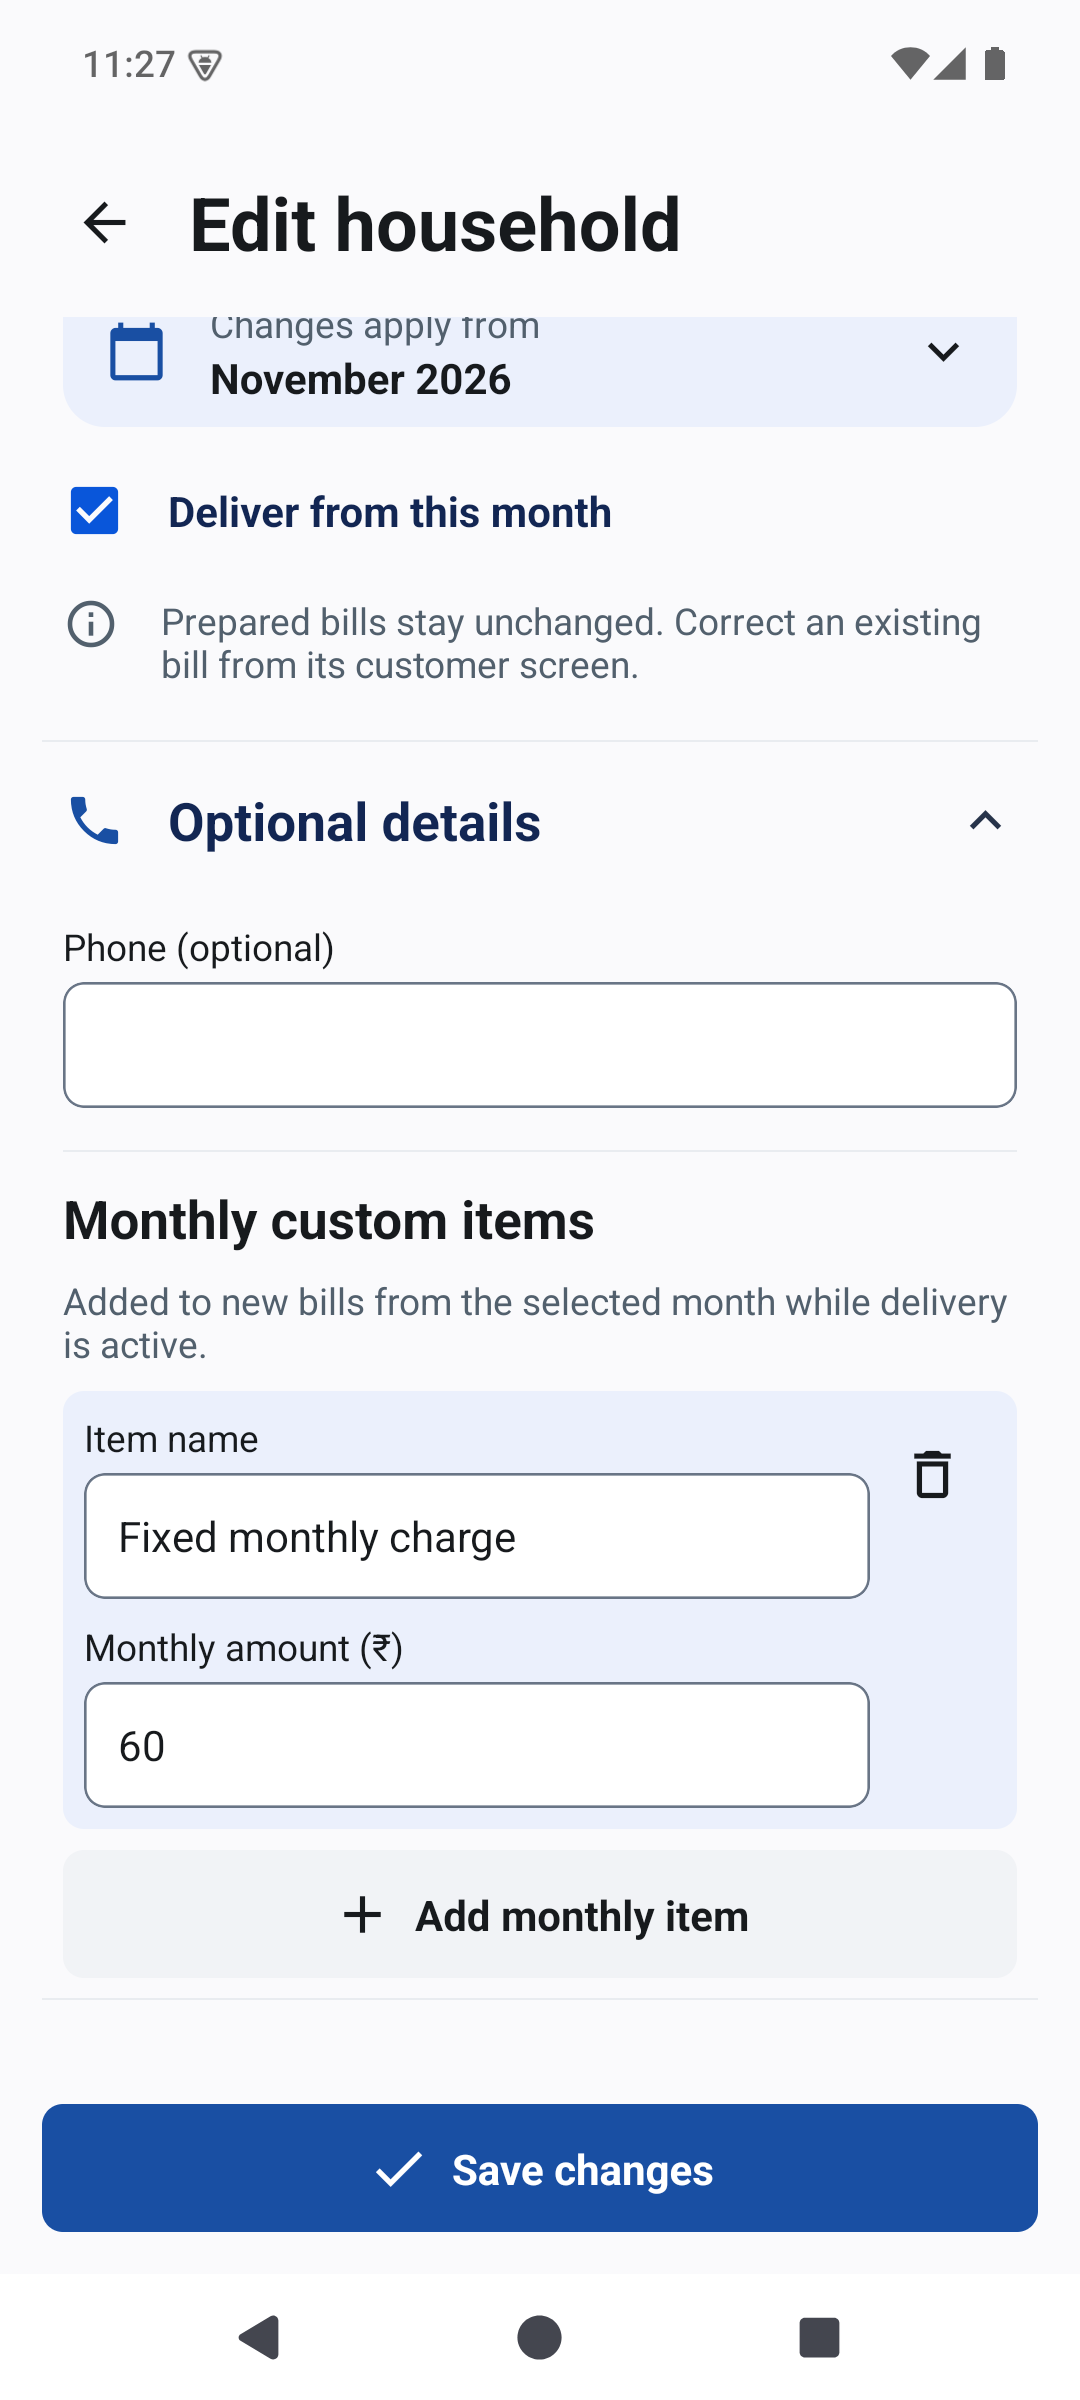 11:27
Edit household
Changes apply from
November 2026
Deliver from this month
Prepared bills stay unchanged. Correct an existing
bill from its customer screen.
Optional details
Phone (optional)
Monthly custom items
Added to new bills from the selected month while delivery
is active.
Item name
Fixed monthly charge
Monthly amount (₹)
60
Add monthly item
Save changes